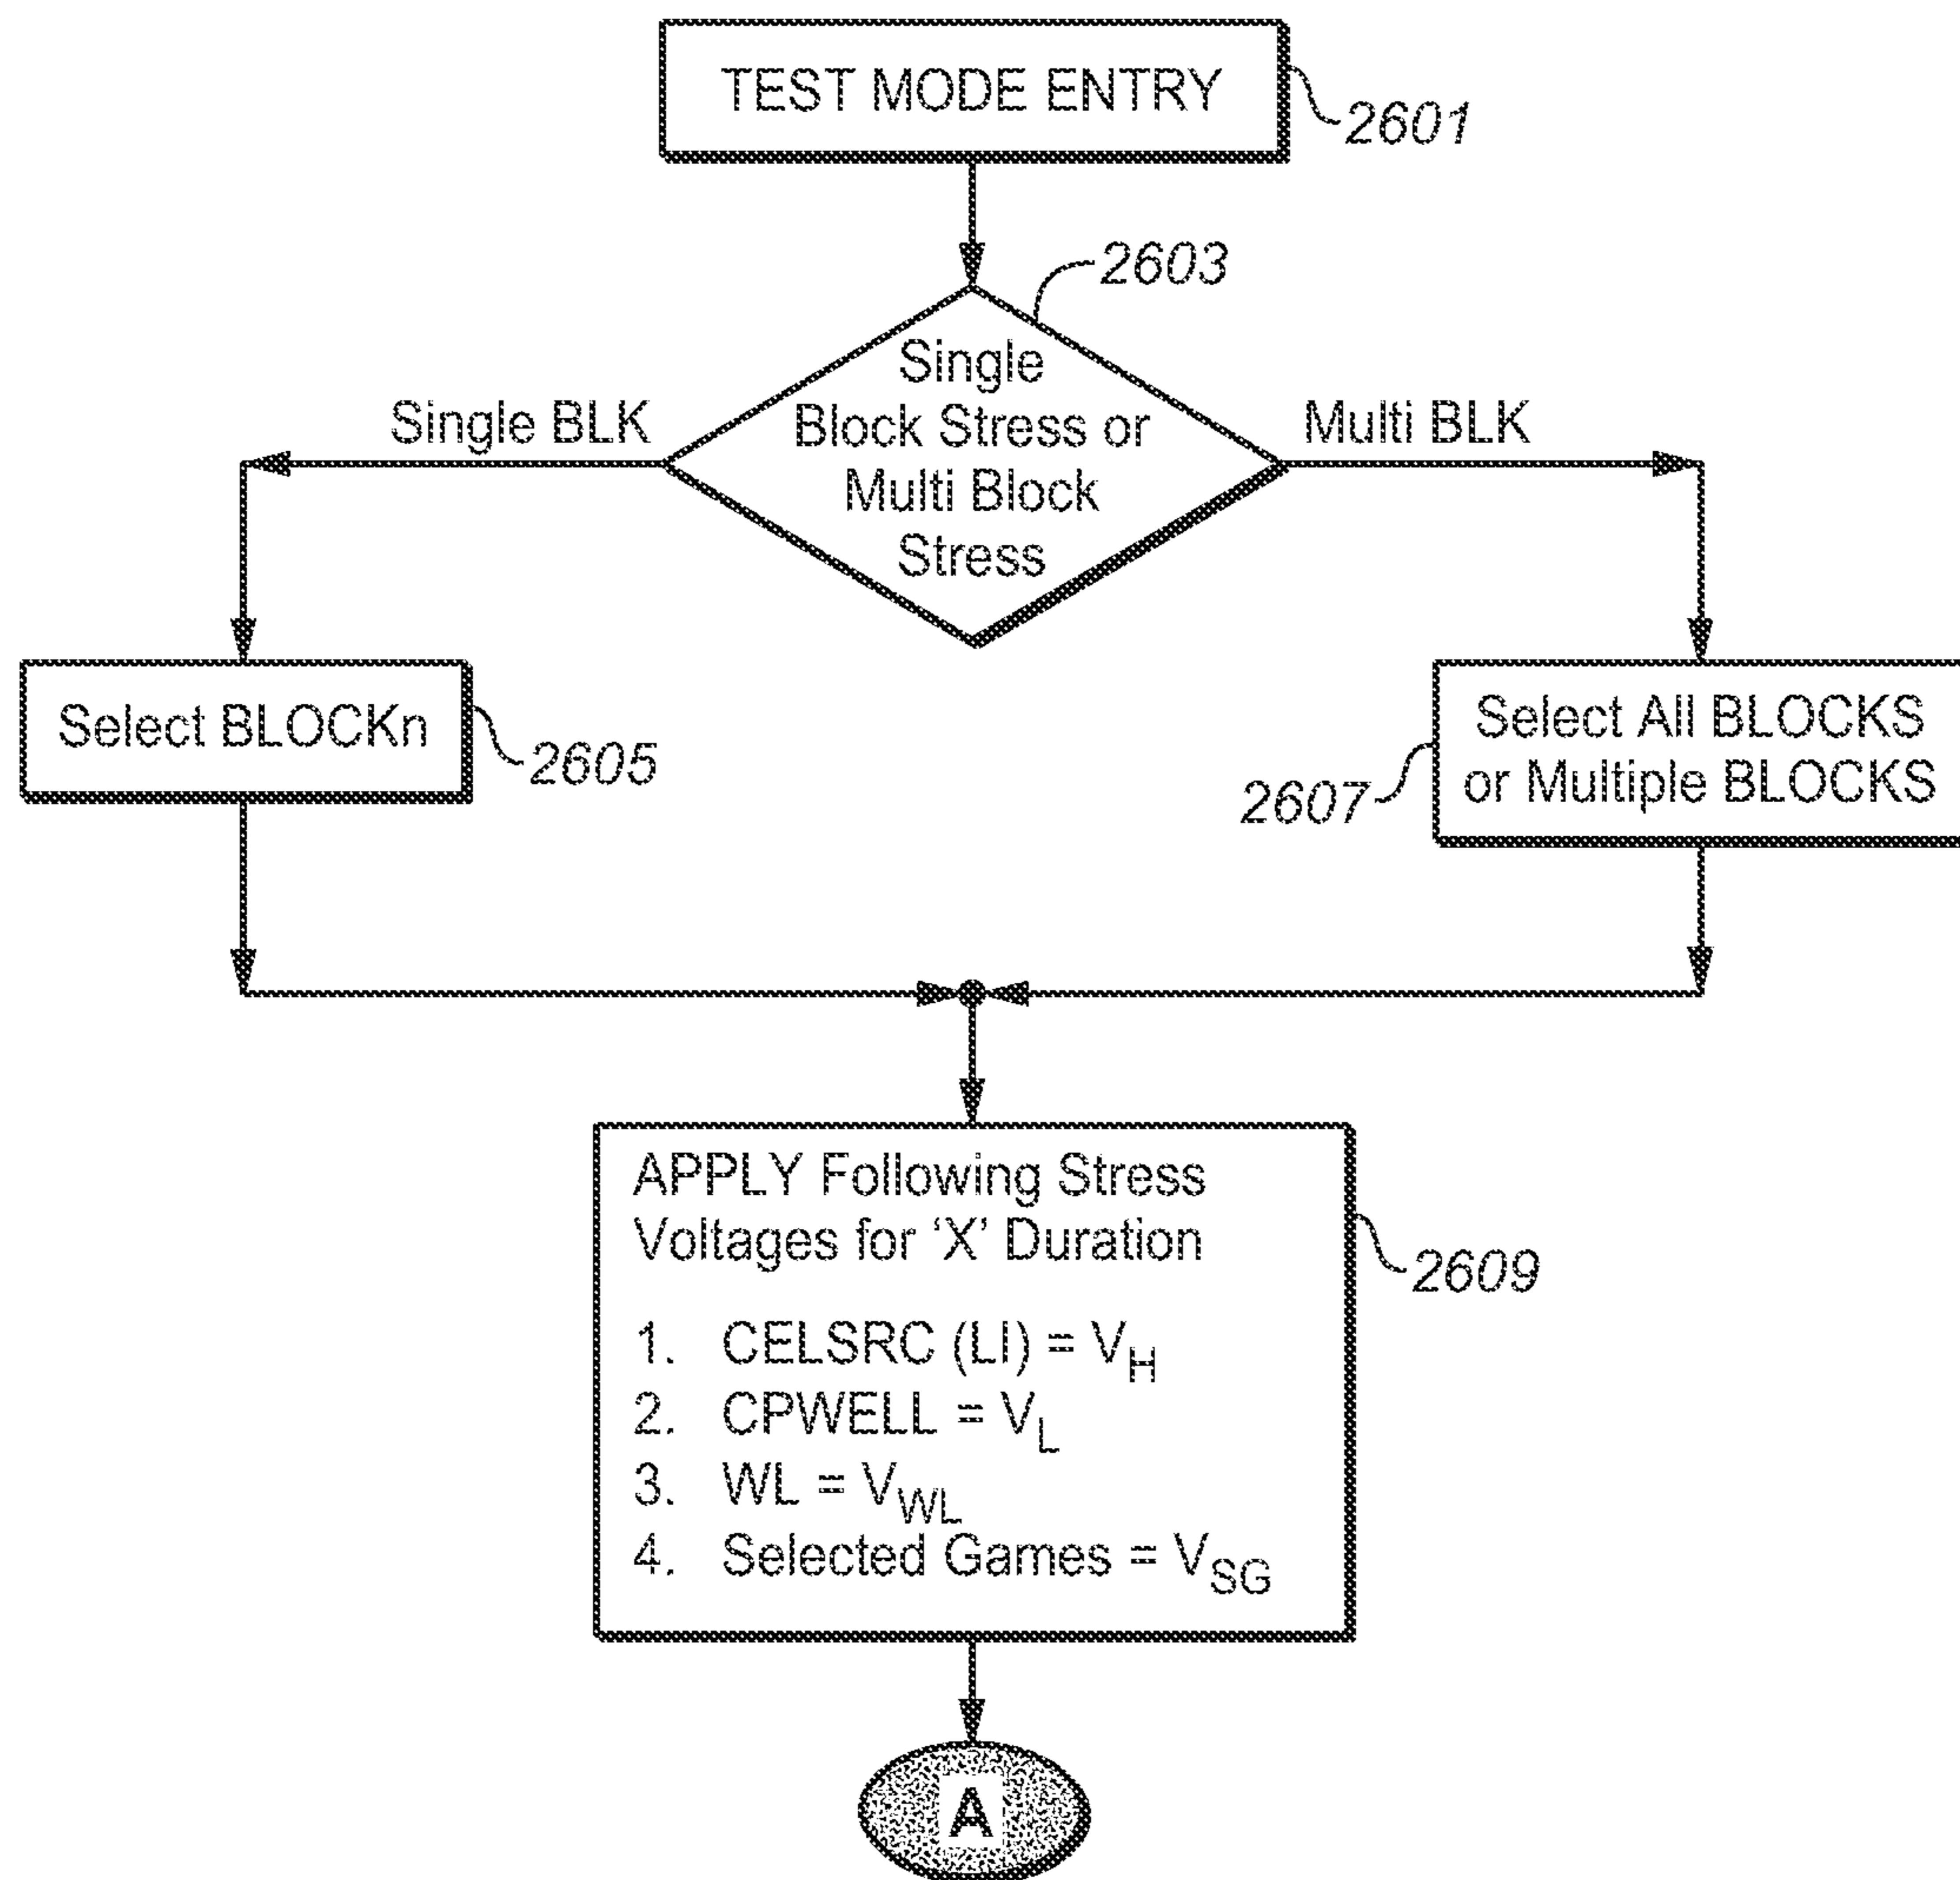 TEST MODE ENTRY
2601
2603
Single
Block Stress or
Multi Block
Stress
Single BLK
Multi BLK
Select BLOCKn
2605
Select All BLOCKS
or Multiple BLOCKS
2607
APPLY Following Stress
Voltages for ‘X’ Duration
2609
1. CELSRC (LI) = VH
2. CPWELL = VL
3. WL = VWL
4. Selected Games = VSG
A